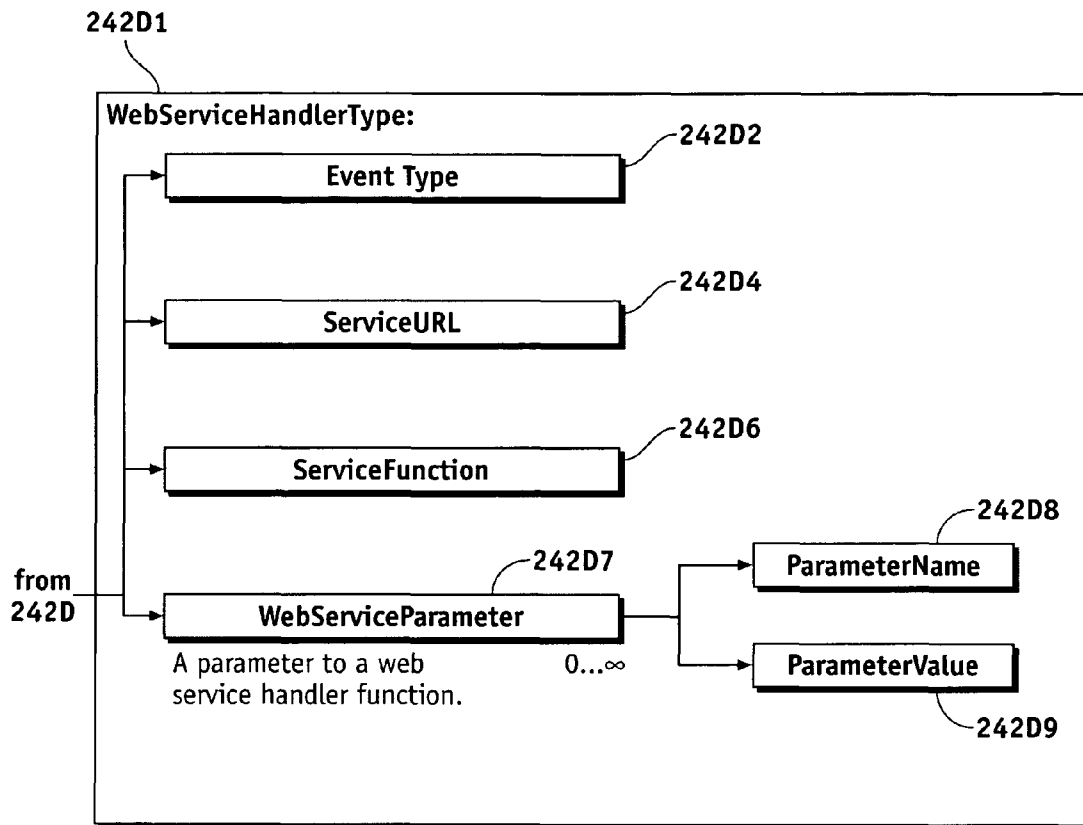 242D1
WebServiceHandlerType:
242D2
Event Type
242D4
ServiceURL
242D6
ServiceFunction
242D8
ParameterName
242D7
from
242D
WebServiceParameter
A parameter to a web
service handler function.
0...∞
ParameterValue
242D9